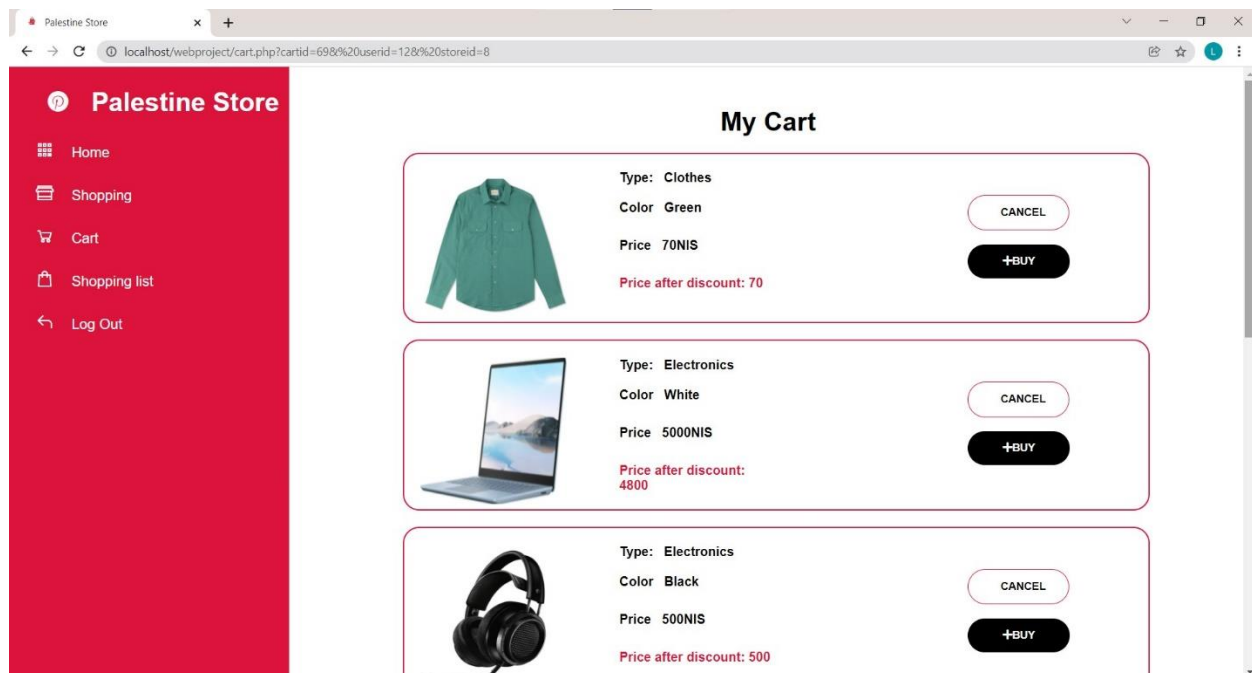 Palestine Store
localhost/webproject/cart.php?cartid=69&%20userid=12&%20storeid=8
L
Palestine Store
Home
Shopping
Cart
Shopping list
Log Out
My Cart
Type: Clothes
Color Green
Price 70NIS
Price after discount: 70
CANCEL
+BUY
Type: Electronics
Color White
Price 5000NIS
Price after discount:
4800
CANCEL
+BUY
Type: Electronics
Color Black
Price 500NIS
Price after discount: 500
CANCEL
+BUY